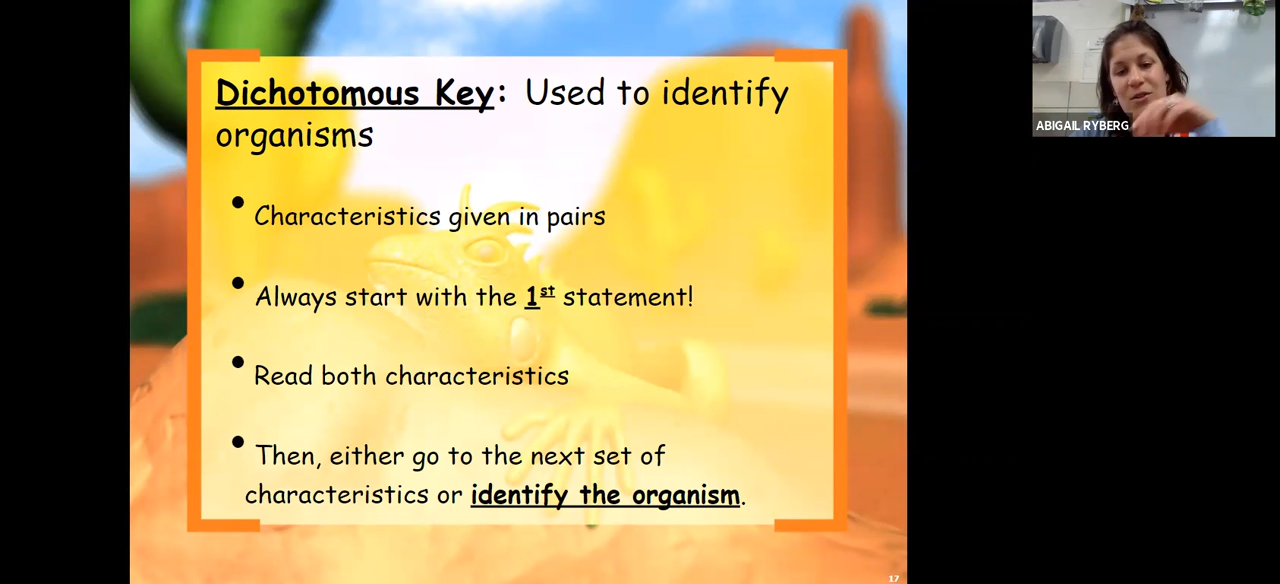 Dichotomous Key: Used to identify
organisms
• Characteristics given in pairs
• Always start with the 1st statement!
• Read both characteristics
• Then, either go to the next set of
characteristics or identify the organism.
17
ABIGAIL RYBERG